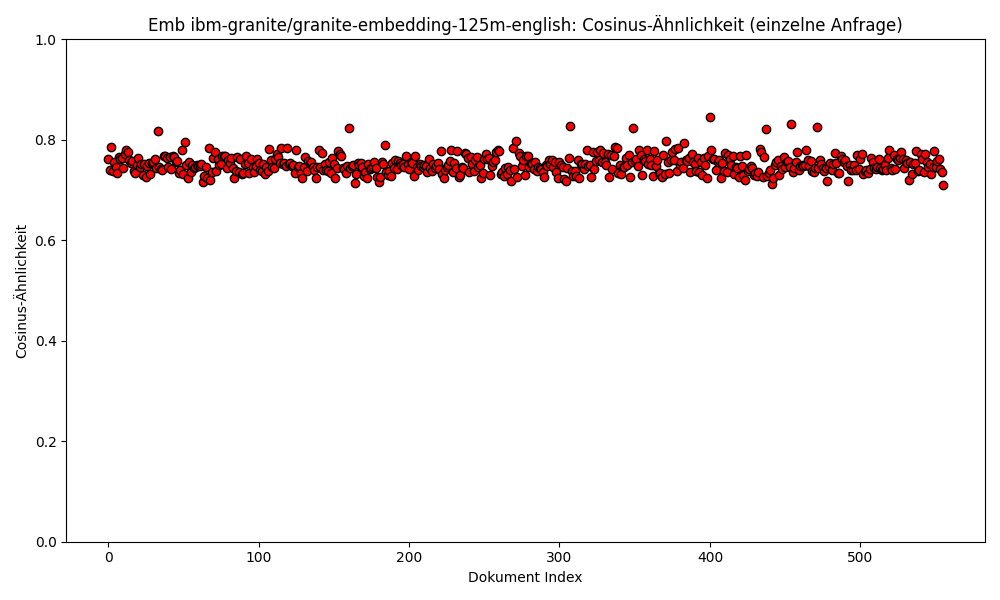 Emb ibm-granite/granite-embedding-125m-english: Cosinus-Ähnlichkeit (einzelne Anfrage)
1.0
0.8
0.6
0.4
0.2
0.0
Cosinus-Ähnlichkeit
0 100 200 300 400 500
Dokument Index